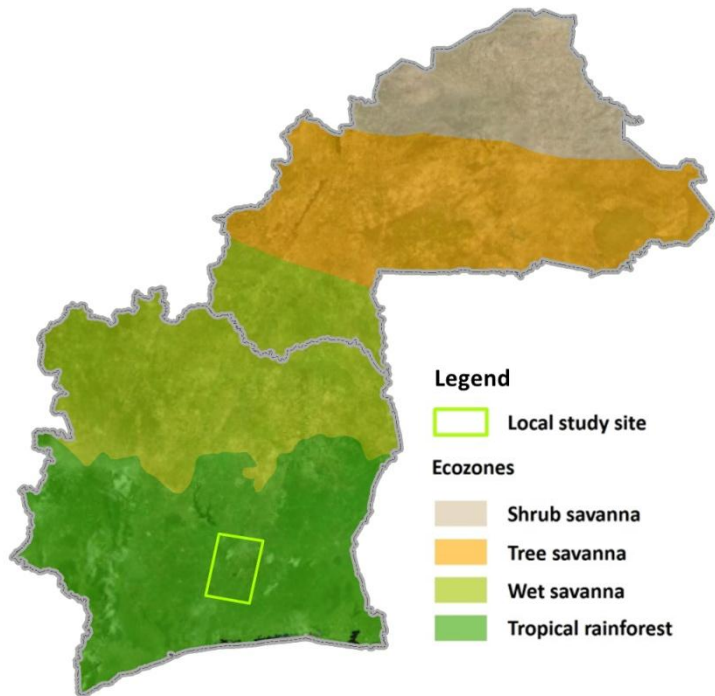 Legend
Local study site
Ecozones
Shrub savanna
Tree savanna
Wet savanna
Tropical rainforest